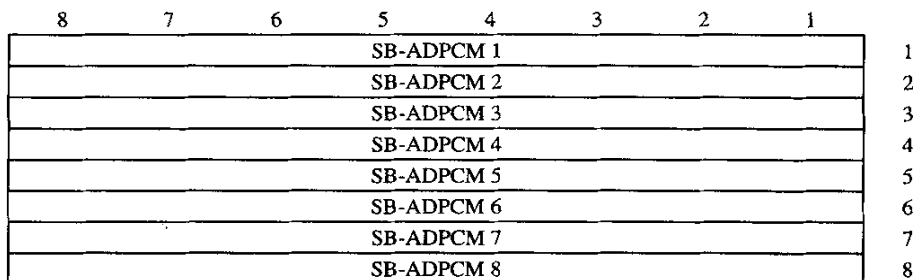 8 7 6 5 4 3 2 1
SB-ADPCM 1 1
SB-ADPCM 2 2
SB-ADPCM 3 3
SB-ADPCM 4 4
SB-ADPCM 5 5
SB-ADPCM 6 6
SB-ADPCM 7 7
SB-ADPCM 8 8